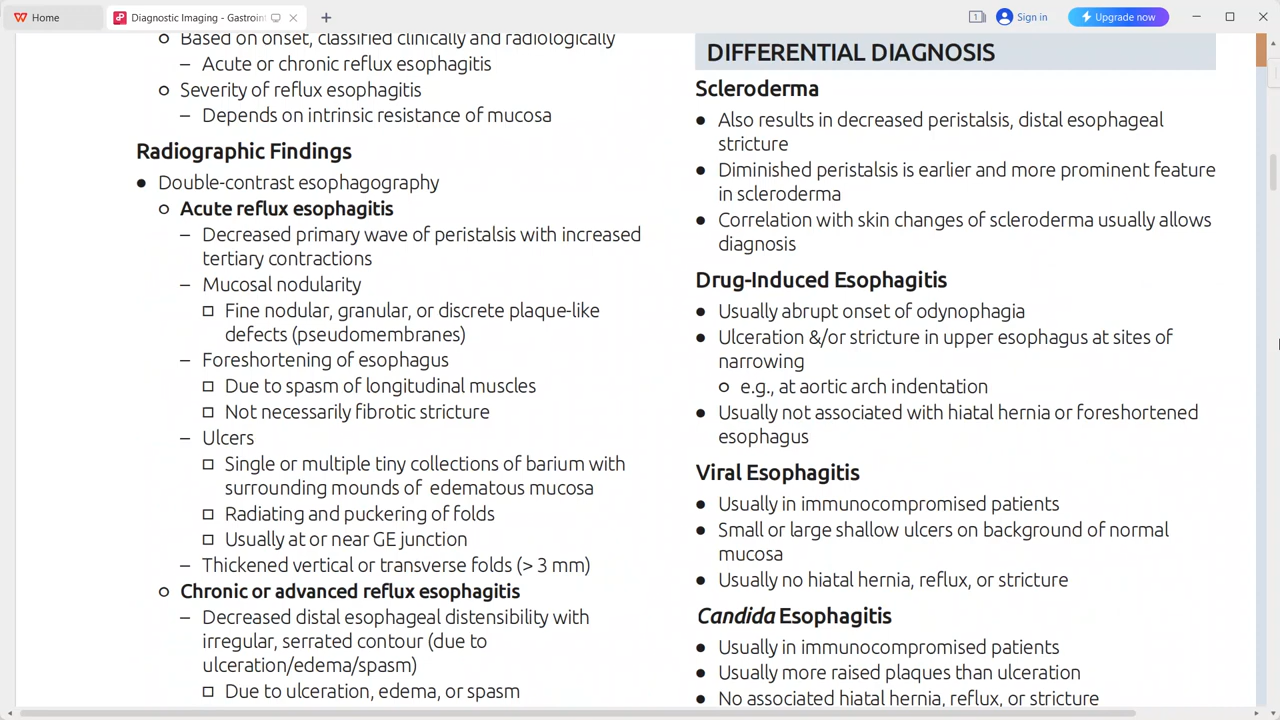 Home
Diagnostic Imaging - Gastroint
1
Sign in
Upgrade now
○ Based on onset, classified clinically and radiologically
– Acute or chronic reflux esophagitis
○ Severity of reflux esophagitis
– Depends on intrinsic resistance of mucosa
Radiographic Findings
● Double-contrast esophagography
○ Acute reflux esophagitis
– Decreased primary wave of peristalsis with increased
tertiary contractions
– Mucosal nodularity
□ Fine nodular, granular, or discrete plaque-like
defects (pseudomembranes)
– Foreshortening of esophagus
□ Due to spasm of longitudinal muscles
□ Not necessarily fibrotic stricture
– Ulcers
□ Single or multiple tiny collections of barium with
surrounding mounds of edematous mucosa
□ Radiating and puckering of folds
□ Usually at or near GE junction
– Thickened vertical or transverse folds (> 3 mm)
○ Chronic or advanced reflux esophagitis
– Decreased distal esophageal distensibility with
irregular, serrated contour (due to
ulceration/edema/spasm)
□ Due to ulceration, edema, or spasm
DIFFERENTIAL DIAGNOSIS
Scleroderma
● Also results in decreased peristalsis, distal esophageal
stricture
● Diminished peristalsis is earlier and more prominent feature
in scleroderma
● Correlation with skin changes of scleroderma usually allows
diagnosis
Drug-Induced Esophagitis
● Usually abrupt onset of odynophagia
● Ulceration &/or stricture in upper esophagus at sites of
narrowing
○ e.g., at aortic arch indentation
● Usually not associated with hiatal hernia or foreshortened
esophagus
Viral Esophagitis
● Usually in immunocompromised patients
● Small or large shallow ulcers on background of normal
mucosa
● Usually no hiatal hernia, reflux, or stricture
Candida Esophagitis
● Usually in immunocompromised patients
● Usually more raised plaques than ulceration
● No associated hiatal hernia, reflux, or stricture